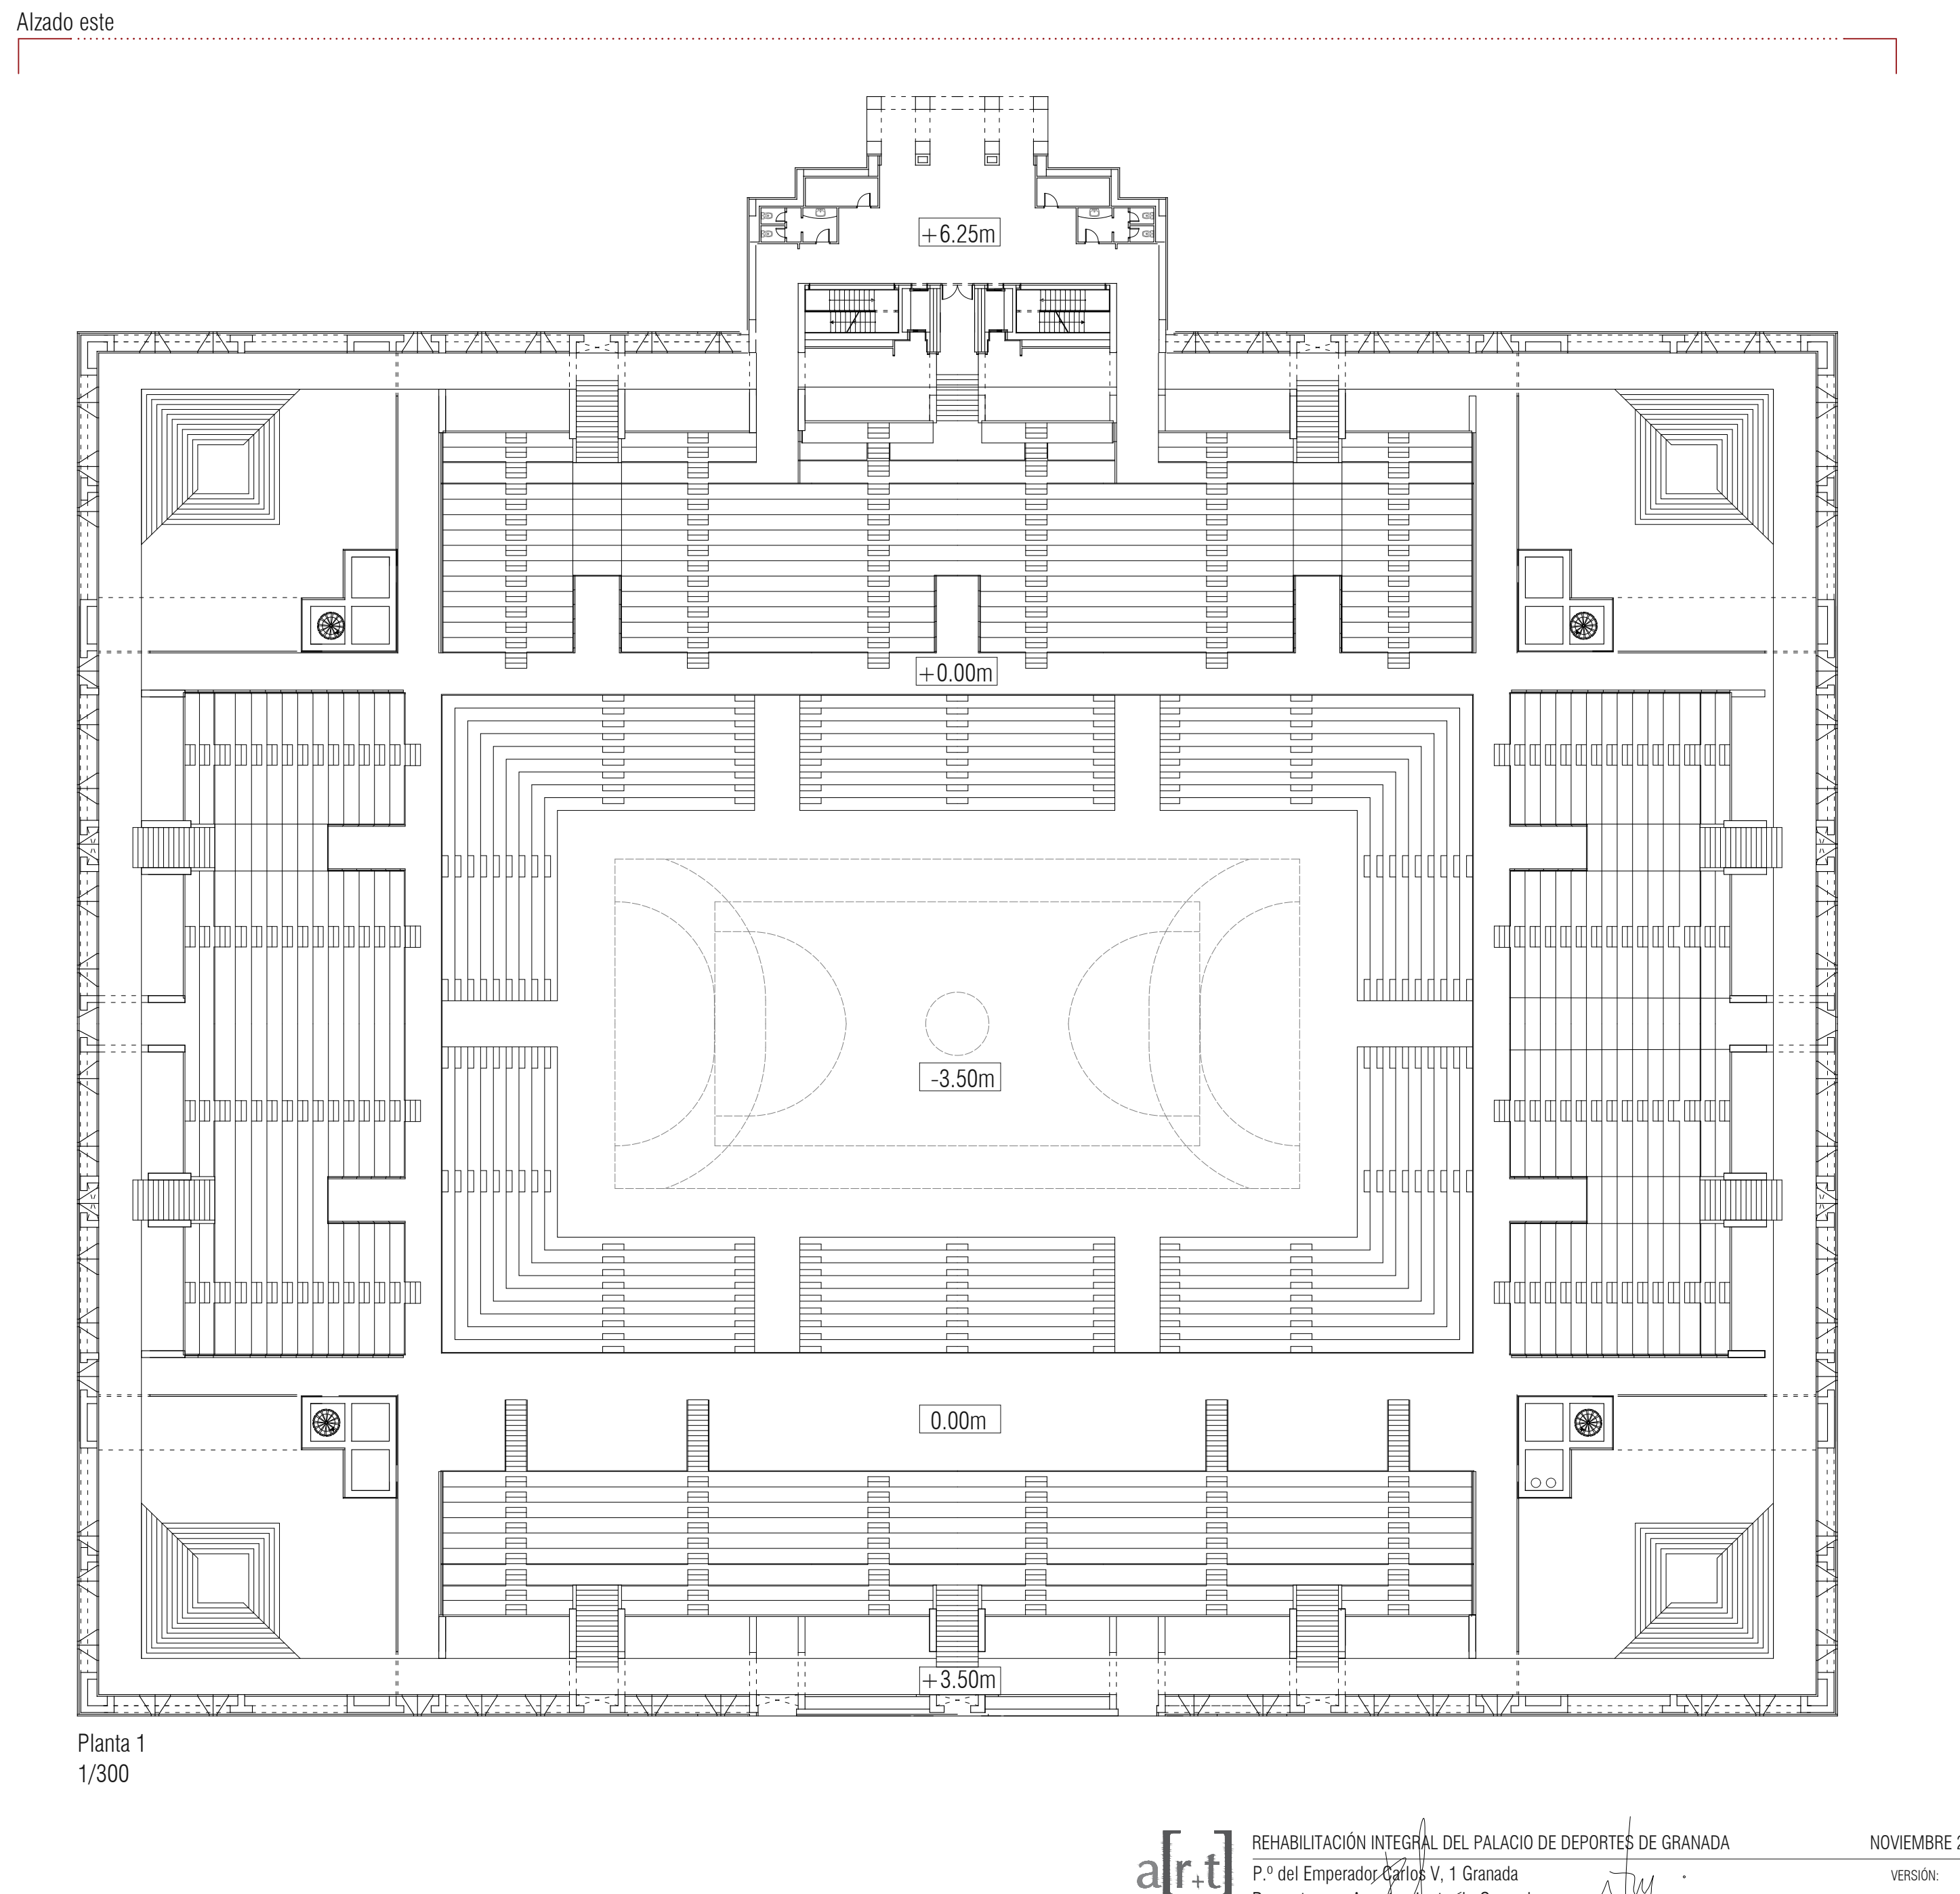 Alzado este
+6.25m
+0.00m
-3.50m
0.00m
+3.50m
Planta 1
1/300
a[r+t]
REHABILITACIÓN INTEGRAL DEL PALACIO DE DEPORTES DE GRANADA
NOVIEMBRE 2
P.º del Emperador Carlos V, 1 Granada
VERSIÓN: